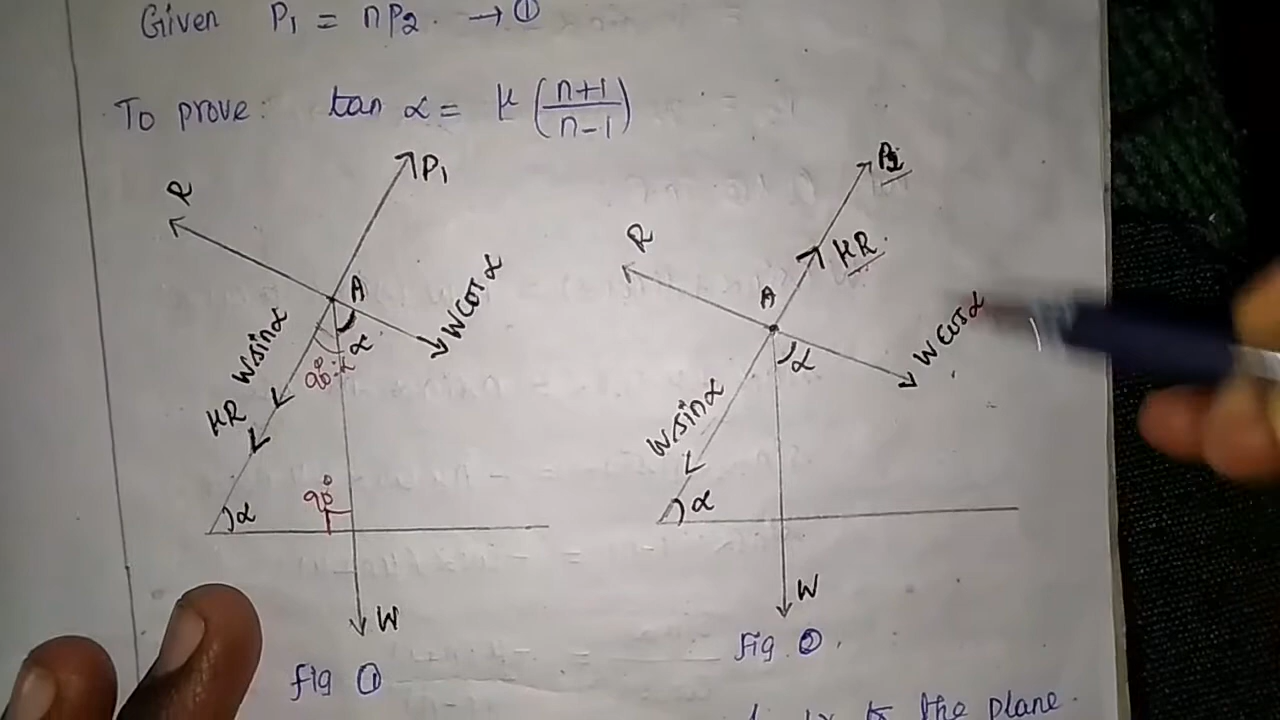 Given P₁ = nP₂. → ①
To prove: tan α = μ (n+1/n-1)
R
P₁
A
W cos α
W sin α
90°-α
α
μR
90°
α
W
Fig ①
R
P₂
μR.
A
W cos α
α
W sin α
α
W
Fig ②.
to the plane.